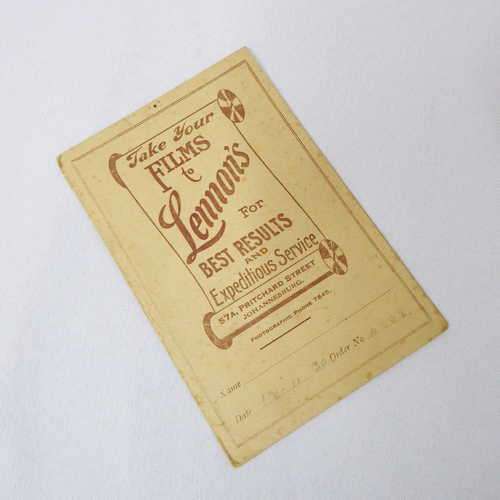 Take Your
FILMS
to
Lennon's
For
BEST RESULTS
AND
Expeditious Service
57A, PRITCHARD STREET
JOHANNESBURG.
PHOTOGRAPHIC PHONE 7845.
Name
Date Order No